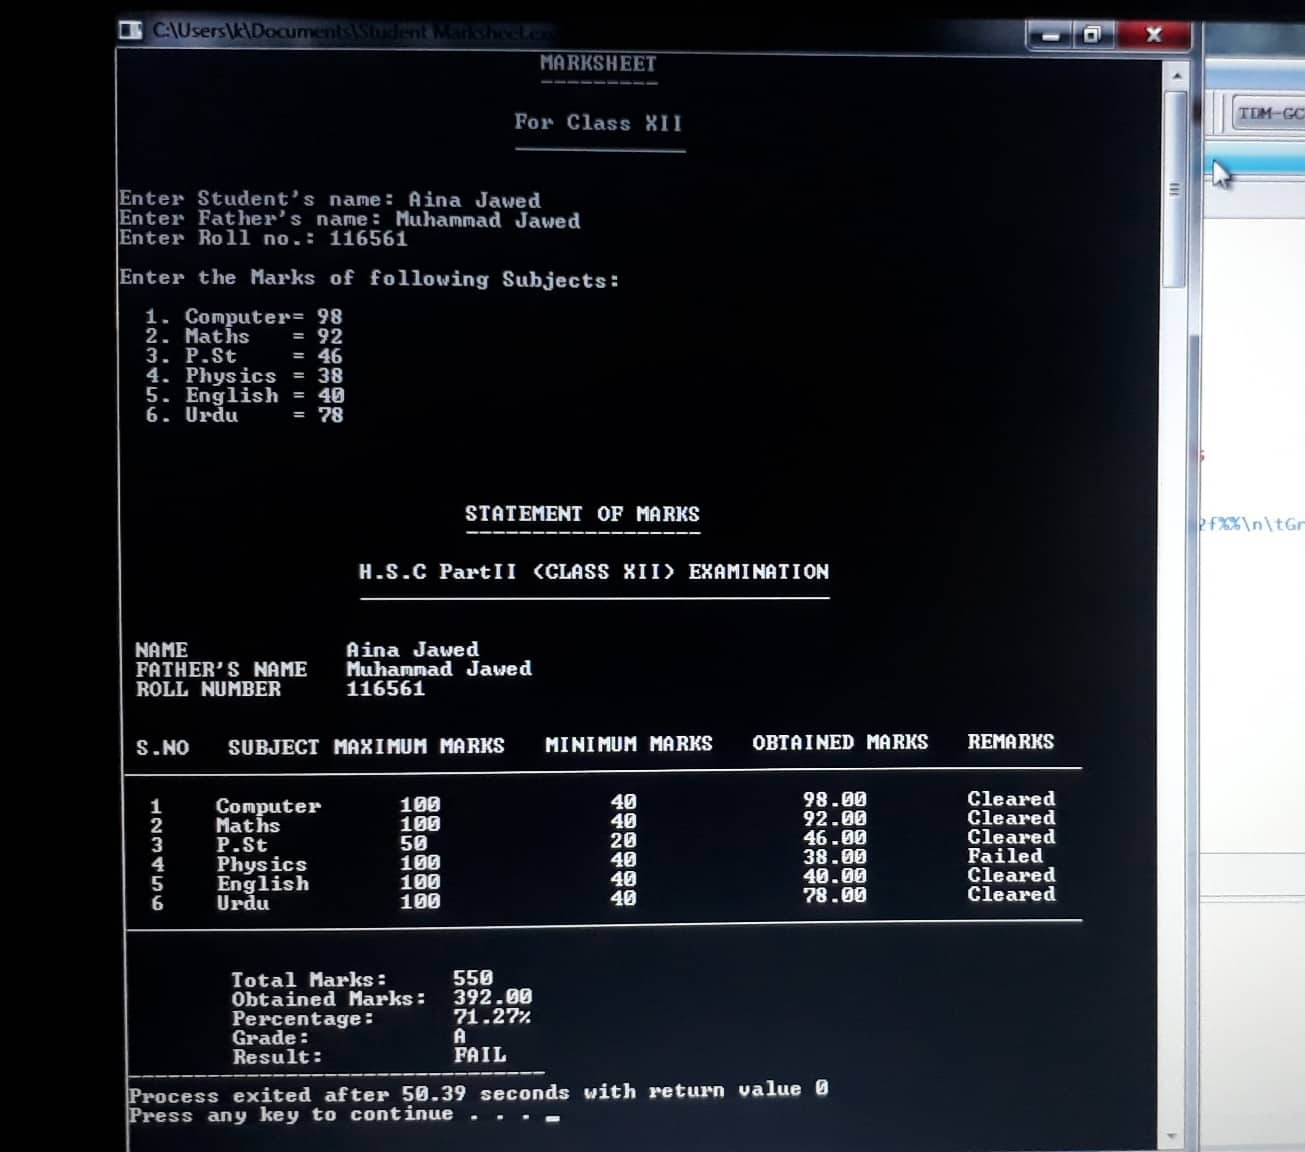 C:\Users\k\Documents\Student Marksheet.exe
TDM-GC
MARKSHEET
For Class XII
Enter Student's name: Aina Jawed
Enter Father's name: Muhammad Jawed
Enter Roll no.: 116561
Enter the Marks of following Subjects:
1. Computer= 98
2. Maths = 92
3. P.St = 46
4. Physics = 38
5. English = 40
6. Urdu = 78
STATEMENT OF MARKS
2f%%\n\tGr
H.S.C PartII (CLASS XII) EXAMINATION
NAME Aina Jawed
FATHER'S NAME Muhammad Jawed
ROLL NUMBER 116561
S.NO SUBJECT MAXIMUM MARKS MINIMUM MARKS OBTAINED MARKS REMARKS
1 Computer 100 40 98.00 Cleared
2 Maths 100 40 92.00 Cleared
3 P.St 50 20 46.00 Cleared
4 Physics 100 40 38.00 Failed
5 English 100 40 40.00 Cleared
6 Urdu 100 40 78.00 Cleared
Total Marks: 550
Obtained Marks: 392.00
Percentage: 71.27%
Grade: A
Result: FAIL
Process exited after 50.39 seconds with return value 0
Press any key to continue . . .